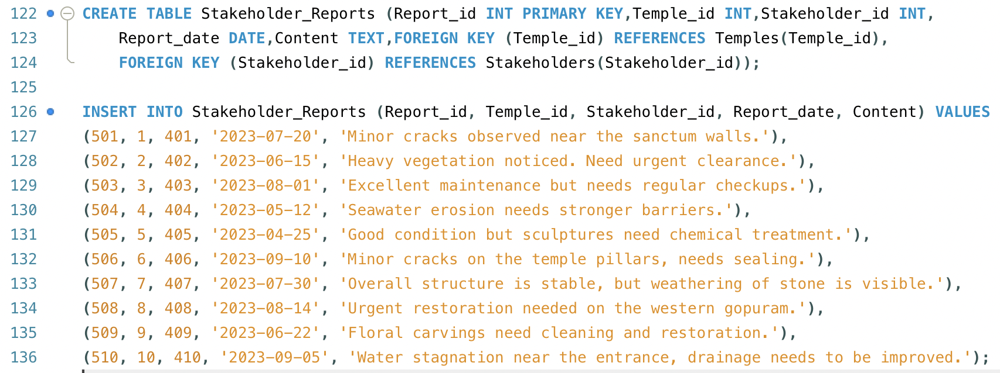 122 CREATE TABLE Stakeholder_Reports (Report_id INT PRIMARY KEY,Temple_id INT,Stakeholder_id INT,
123 Report_date DATE,Content TEXT,FOREIGN KEY (Temple_id) REFERENCES Temples(Temple_id),
124 FOREIGN KEY (Stakeholder_id) REFERENCES Stakeholders(Stakeholder_id));
125
126 INSERT INTO Stakeholder_Reports (Report_id, Temple_id, Stakeholder_id, Report_date, Content) VALUES
127 (501, 1, 401, '2023-07-20', 'Minor cracks observed near the sanctum walls.'),
128 (502, 2, 402, '2023-06-15', 'Heavy vegetation noticed. Need urgent clearance.'),
129 (503, 3, 403, '2023-08-01', 'Excellent maintenance but needs regular checkups.'),
130 (504, 4, 404, '2023-05-12', 'Seawater erosion needs stronger barriers.'),
131 (505, 5, 405, '2023-04-25', 'Good condition but sculptures need chemical treatment.'),
132 (506, 6, 406, '2023-09-10', 'Minor cracks on the temple pillars, needs sealing.'),
133 (507, 7, 407, '2023-07-30', 'Overall structure is stable, but weathering of stone is visible.'),
134 (508, 8, 408, '2023-08-14', 'Urgent restoration needed on the western gopuram.'),
135 (509, 9, 409, '2023-06-22', 'Floral carvings need cleaning and restoration.'),
136 (510, 10, 410, '2023-09-05', 'Water stagnation near the entrance, drainage needs to be improved.');